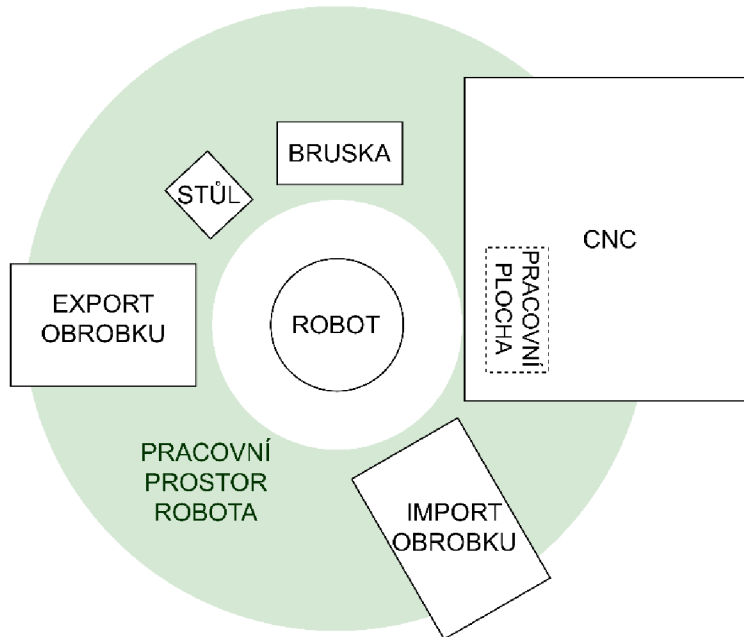 BRUSKA
STŮL
CNC
PRACOVNÍ
PLOCHA
EXPORT
OBROBKU
ROBOT
PRACOVNÍ
PROSTOR
ROBOTA
IMPORT
OBROBKU